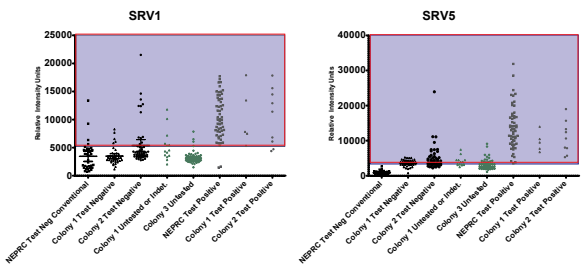 SRV1
Relative Intensity Units
25000
20000
15000
10000
5000
0
NEPRC Test Neg Conventional
Colony 1 Test Negative
Colony 2 Test Negative
Colony 1 Untested or Indet.
Colony 3 Untested
NEPRC Test Positive
Colony 1 Test Positive
Colony 2 Test Positive
SRV5
Relative Intensity Units
40000
30000
20000
10000
0
NEPRC Test Neg Conventional
Colony 1 Test Negative
Colony 2 Test Negative
Colony 1 Untested or Indet.
Colony 3 Untested
NEPRC Test Positive
Colony 1 Test Positive
Colony 2 Test Positive